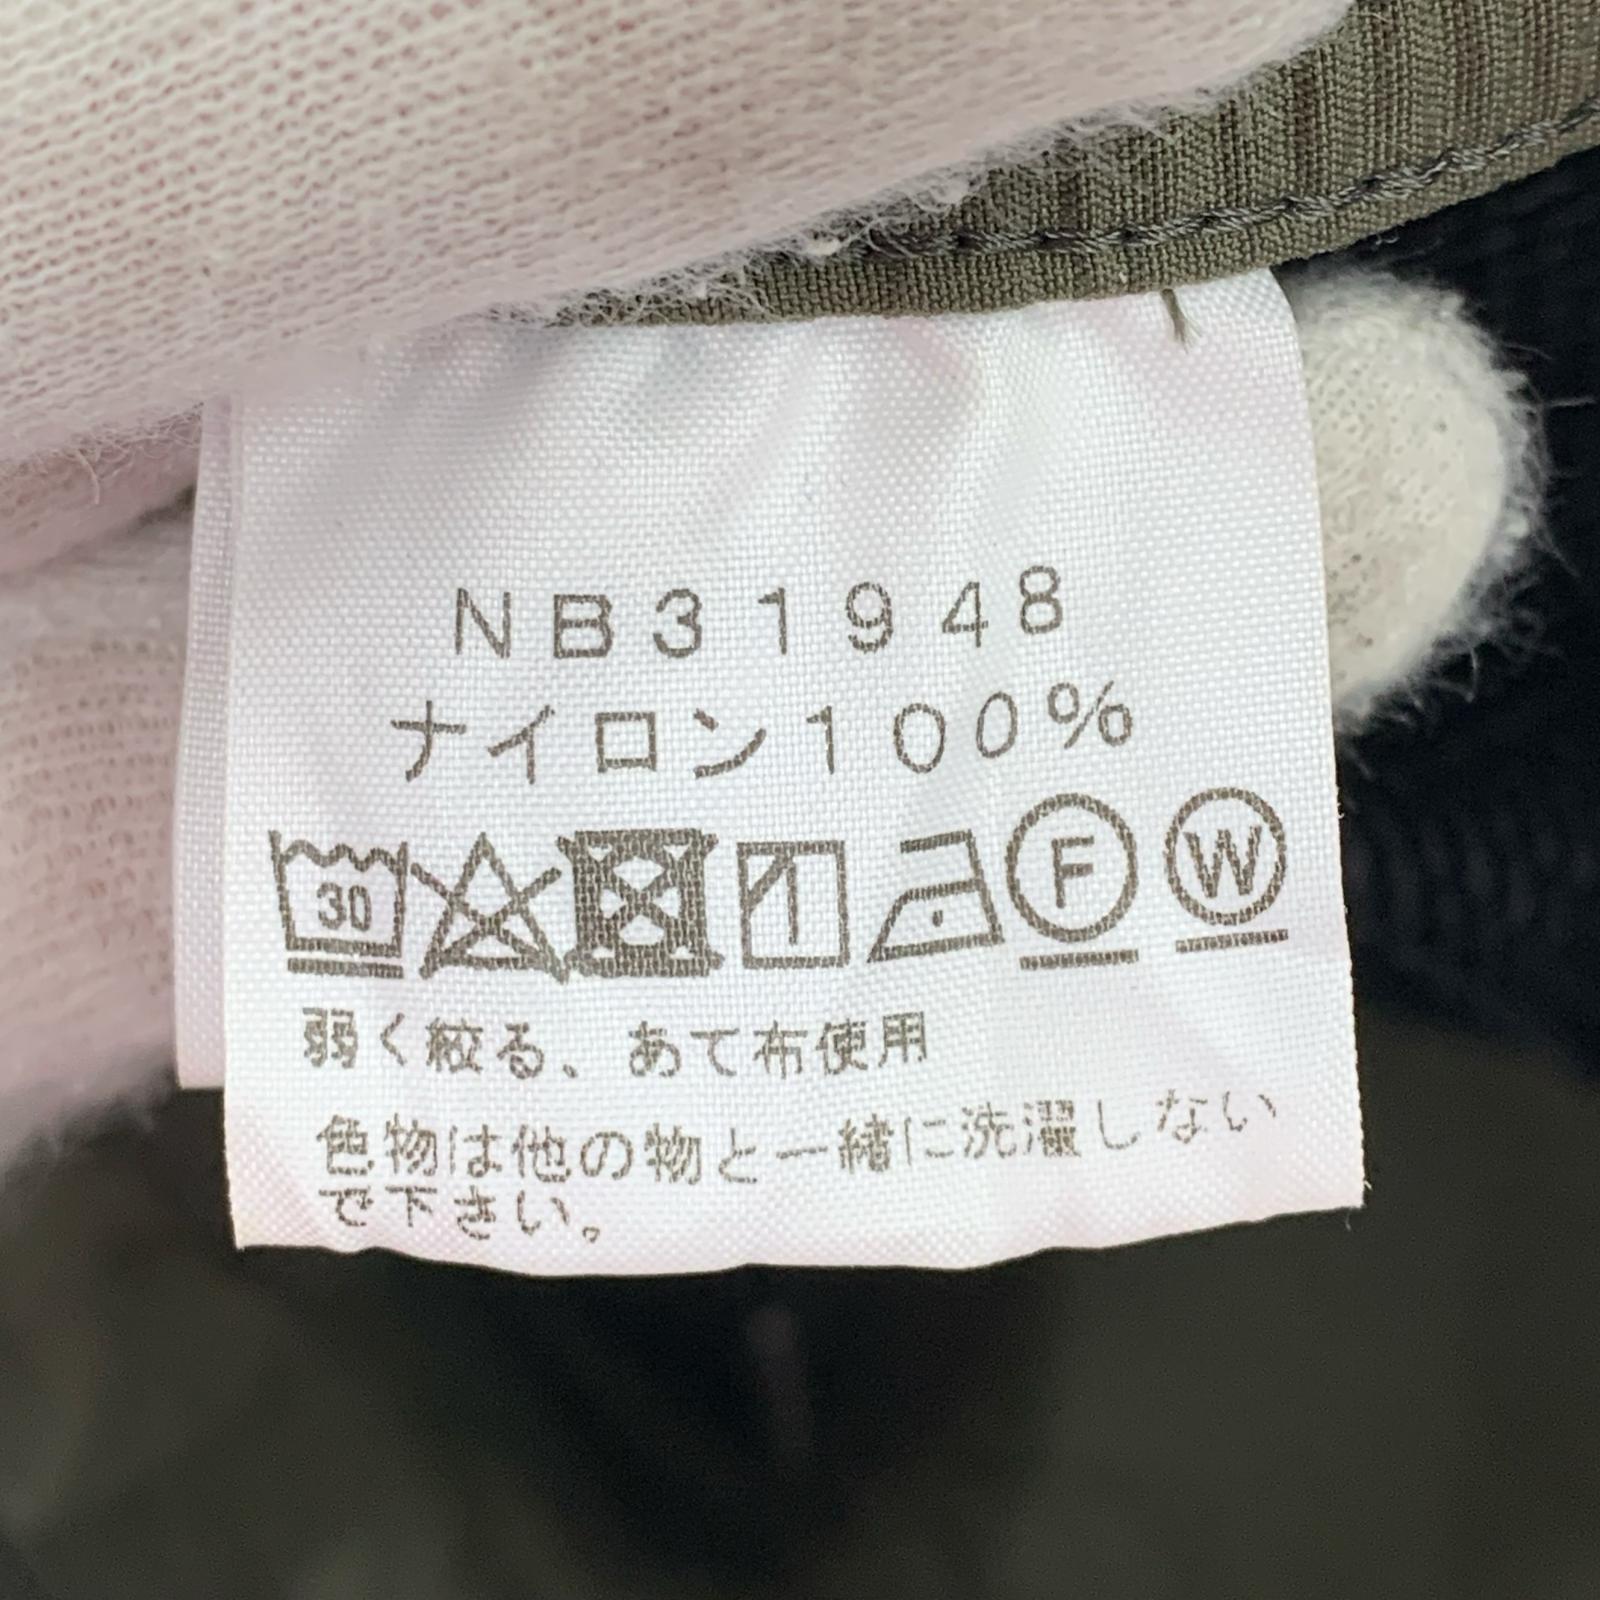 NB31948
ナイロン100%
30 F W
弱く絞る、あて布使用
色物は他の物と一緒に洗濯しない
で下さい。